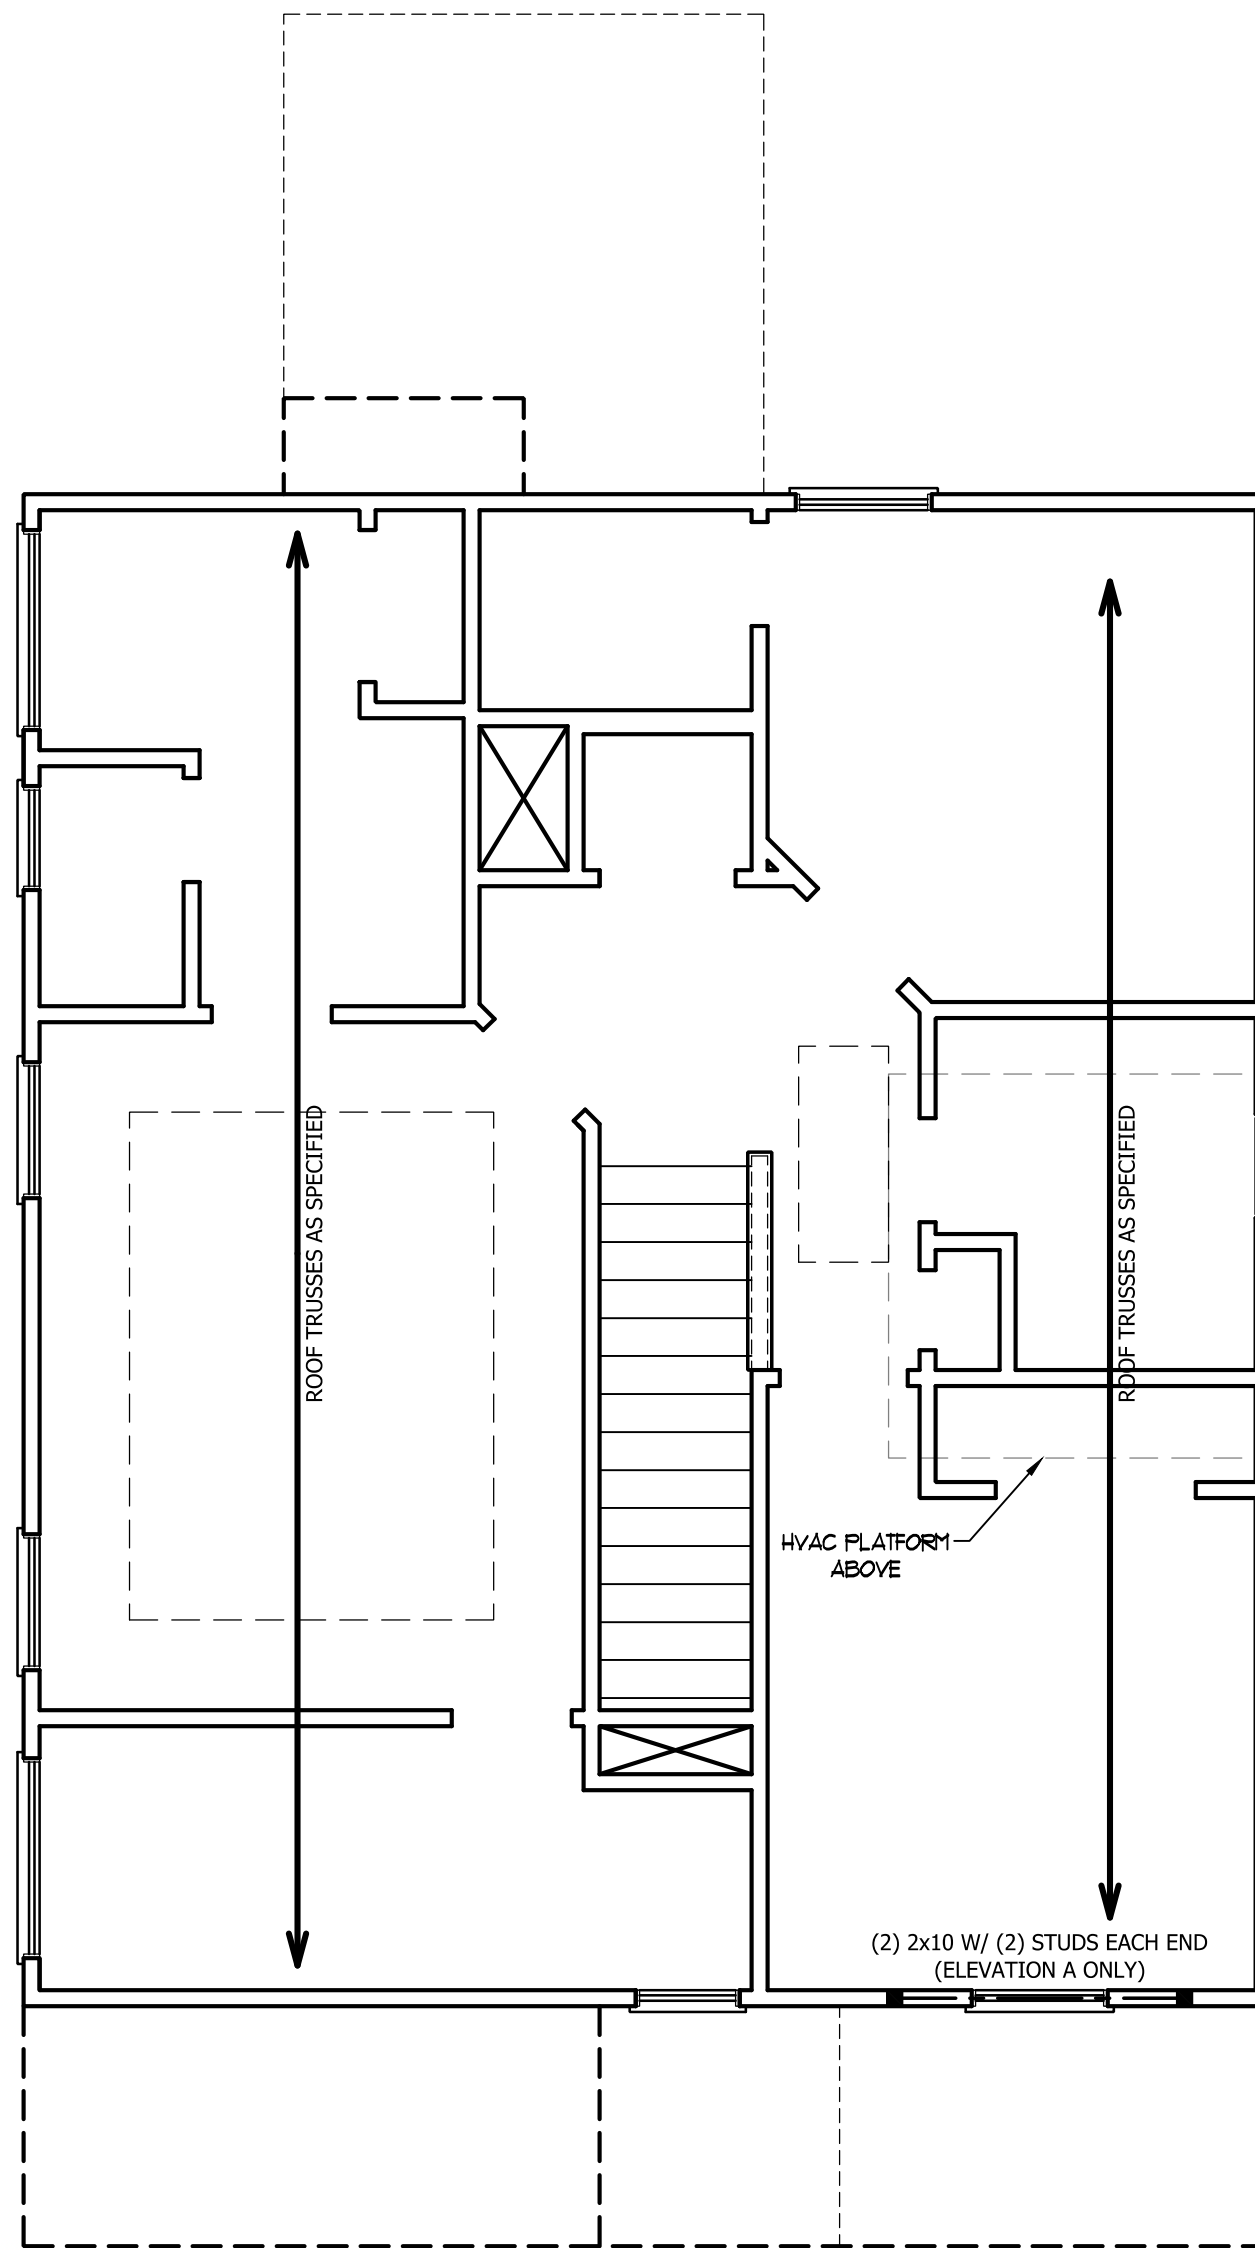 ROOF TRUSSES AS SPECIFIED
ROOF TRUSSES AS SPECIFIED
HVAC PLATFORM
ABOVE
(2) 2x10 W/ (2) STUDS EACH END
(ELEVATION A ONLY)